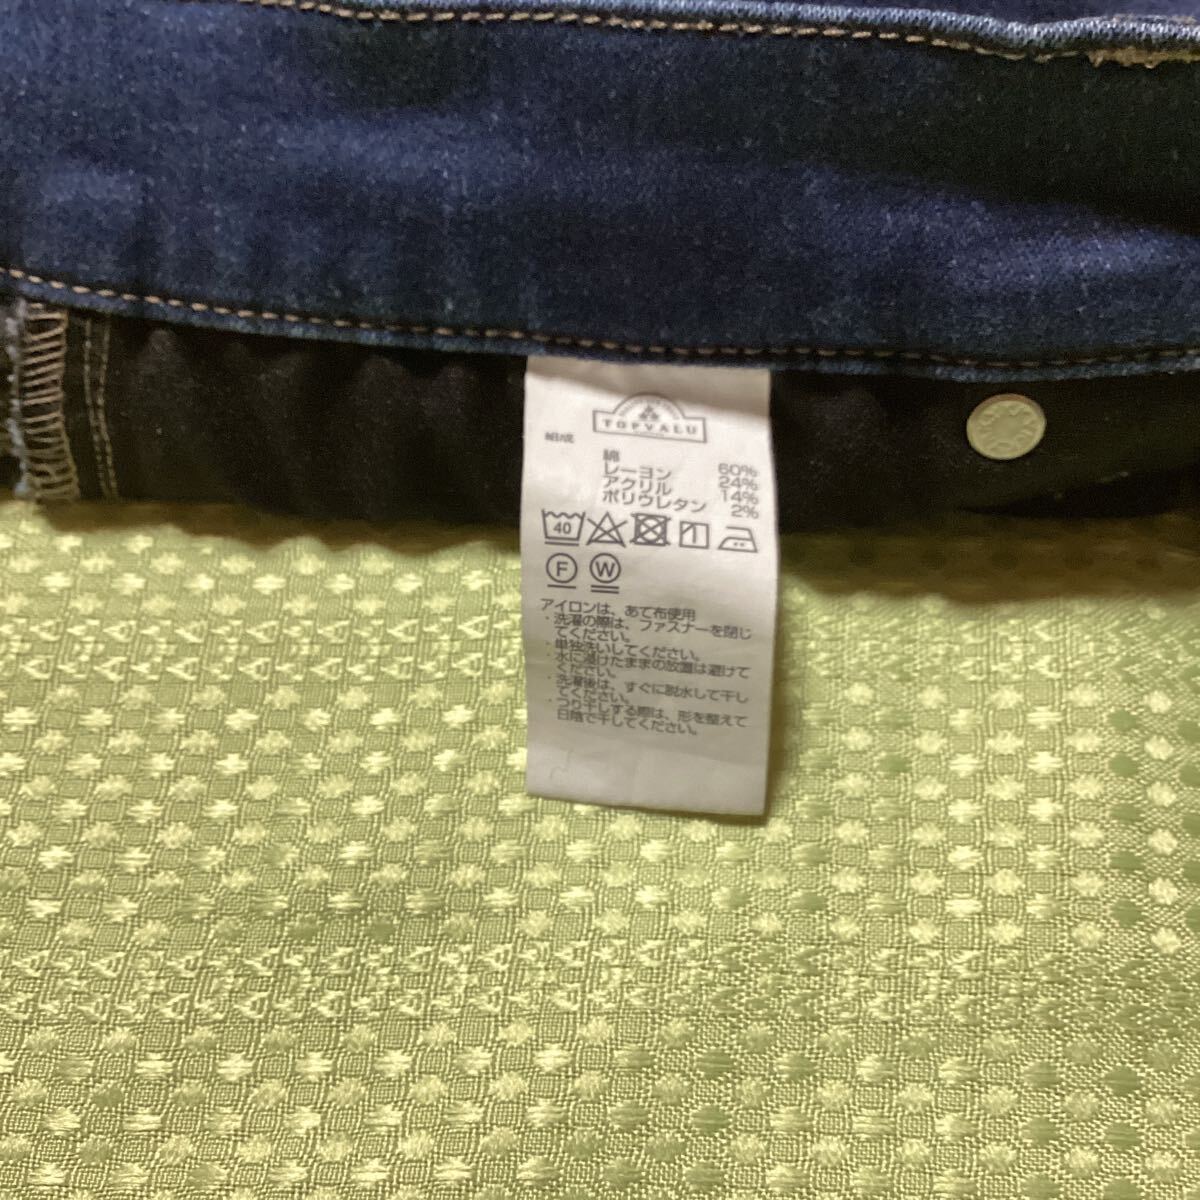 TOPVALU
組成
綿 60%
レーヨン 24%
アクリル 14%
ポリウレタン 2%
40
F W
アイロンは、あて布使用
・洗濯の際は、ファスナーを閉じ
てください。
・単独洗いしてください。
・水に漬けたままの放置は避けて
ください。
・洗濯後は、すぐに脱水して干し
てください。
・つり干しする際は、形を整えて
日陰で干してください。